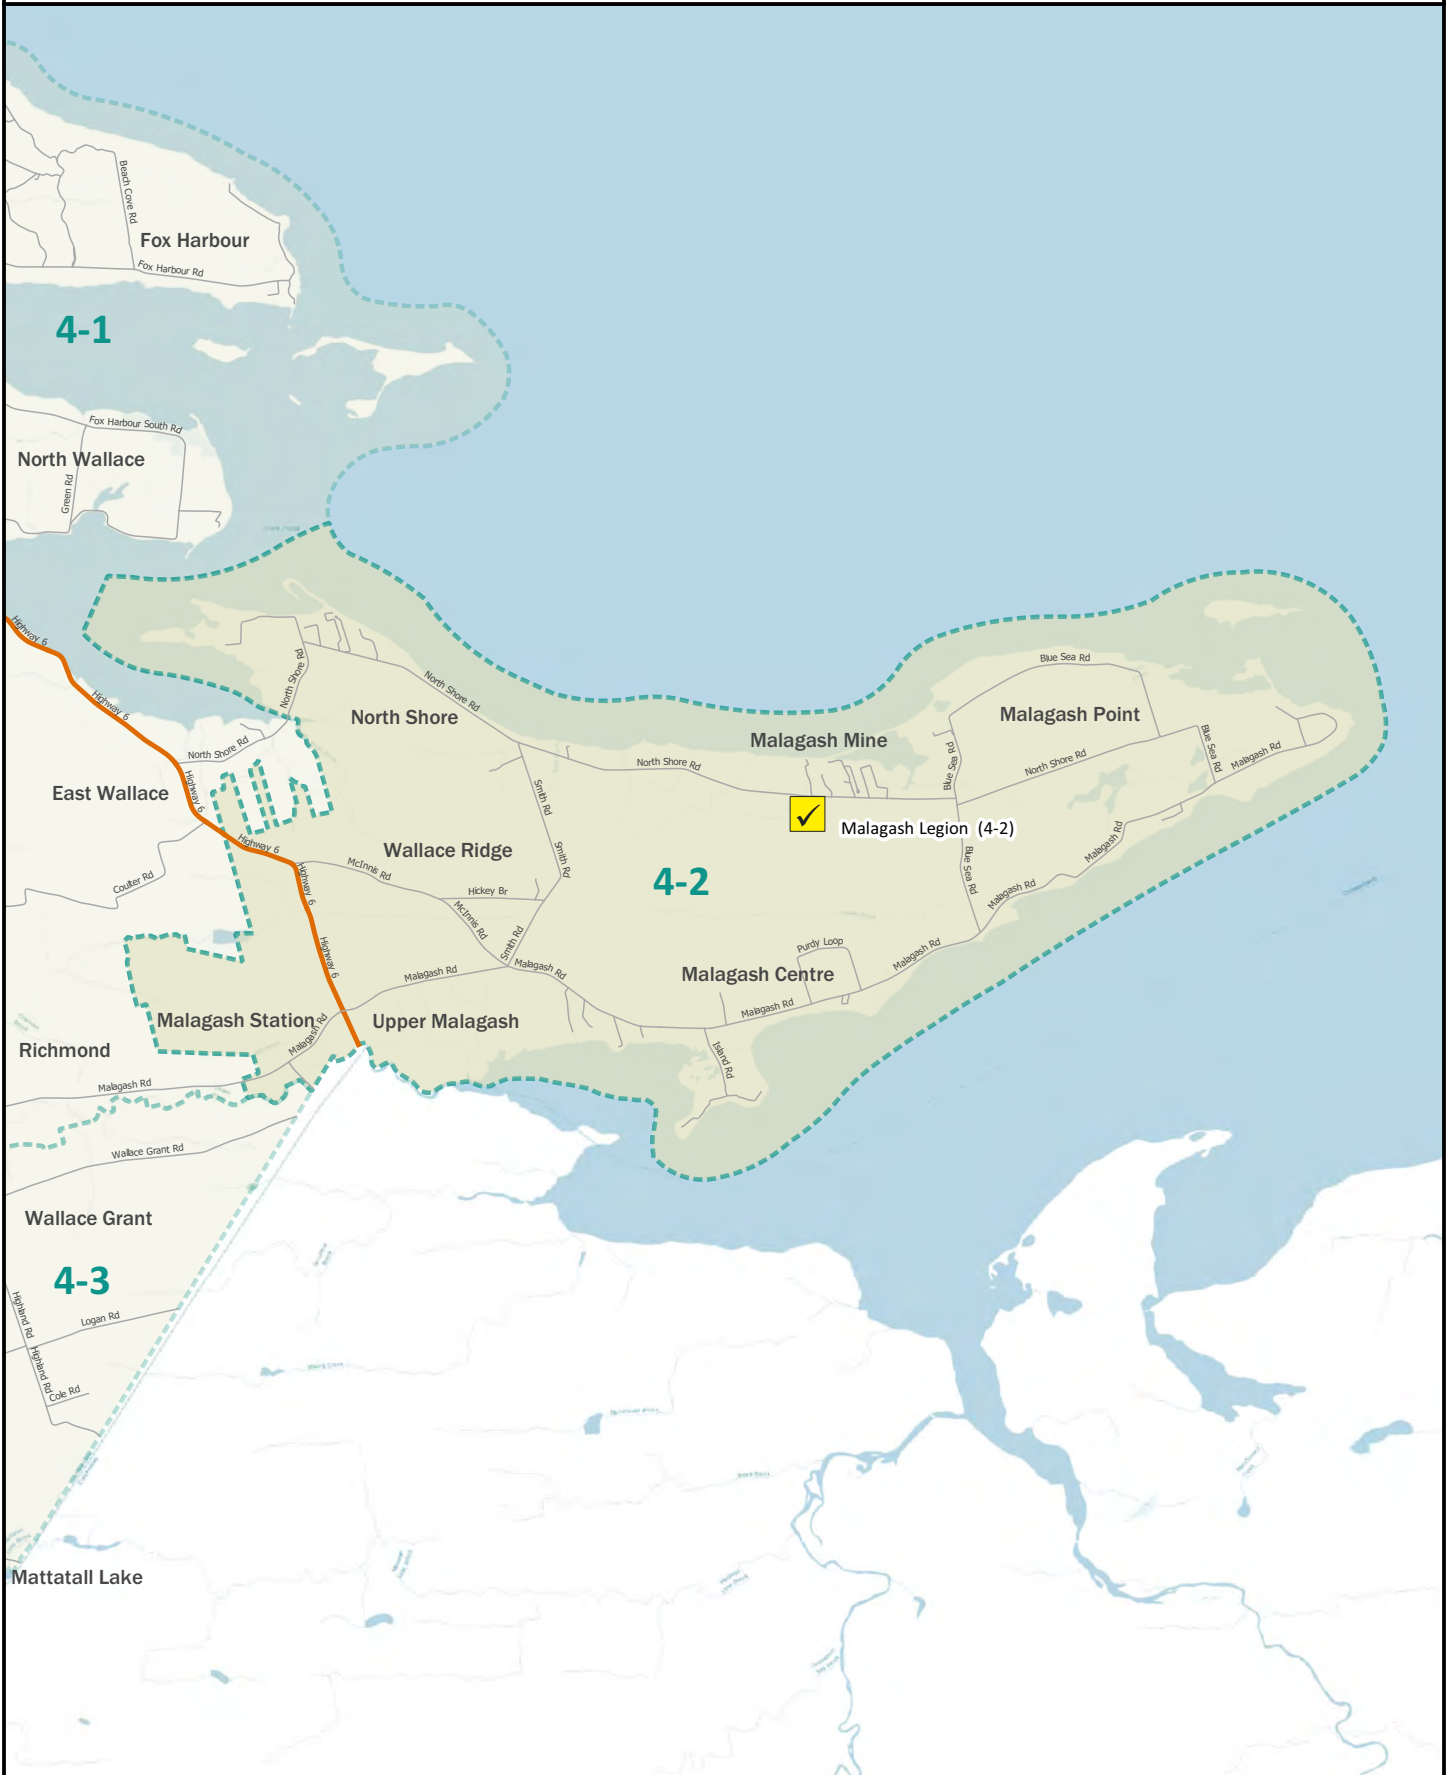 Beach Cove Rd
Fox Harbour
Fox Harbour Rd
4-1
Fox Harbour South Rd
North Wallace
Green Rd
Highway 6
Highway 6
North Shore Rd
North Shore Rd
North Shore Rd
North Shore
Blue Sea Rd
Malagash Point
Malagash Mine
North Shore Rd
Blue Sea Rd
North Shore Rd
Blue Sea Rd
Malagash Rd
East Wallace
Highway 6
Smith Rd
Malagash Legion (4-2)
Highway 6
Wallace Ridge
Smith Rd
Blue Sea Rd
Malagash Rd
Coulter Rd
McInnis Rd
Highway 6
4-2
Hickey Br
Malagash Rd
McInnis Rd
Smith Rd
Highway 6
Purdy Loop
Malagash Rd
Malagash Rd
Malagash Rd
Malagash Centre
Malagash Rd
Malagash Station
Upper Malagash
Malagash Rd
Richmond
Island Rd
Malagash Rd
Wallace Grant Rd
Wallace Grant
4-3
Highland Rd
Logan Rd
Highland Rd
Cole Rd
Mattatall Lake